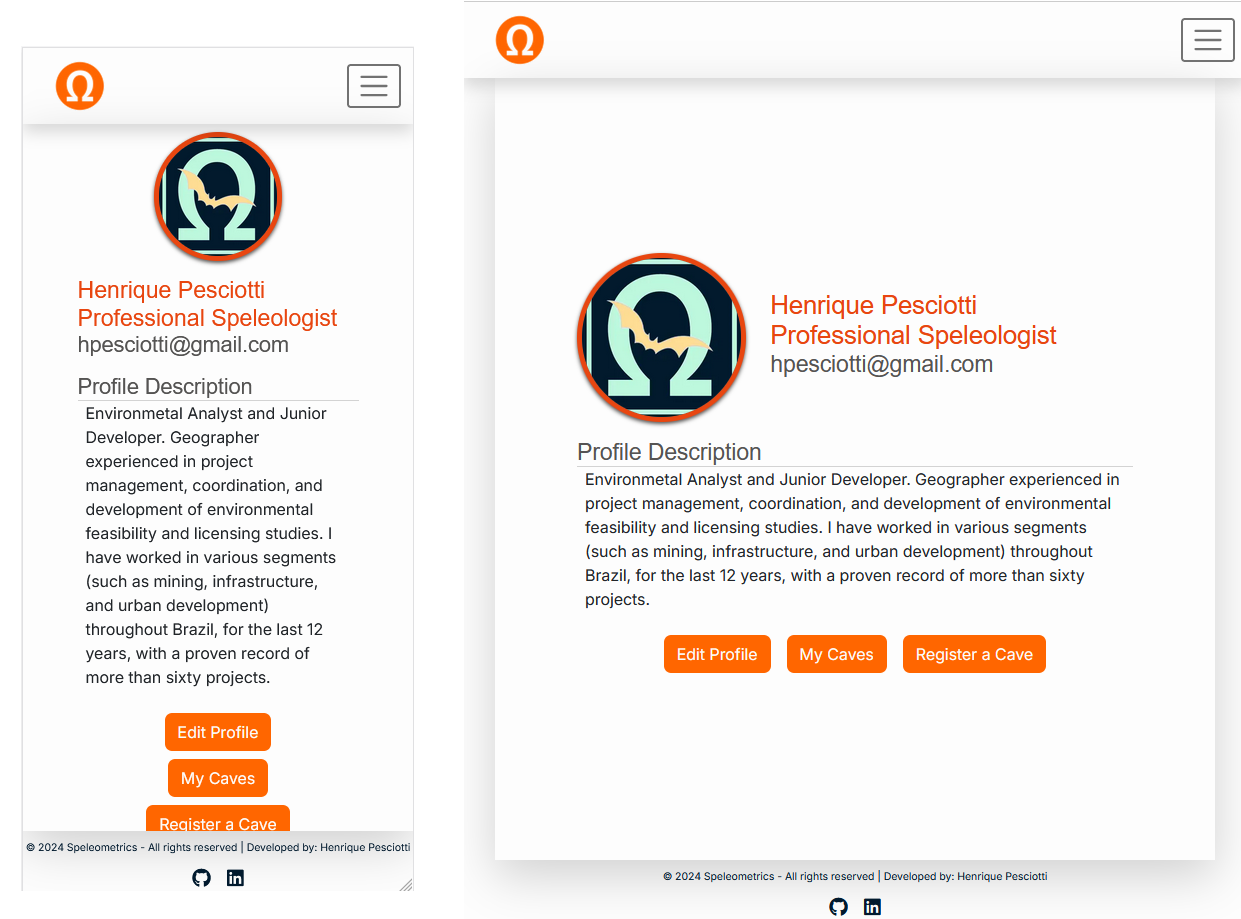 Ω
Ω
Henrique Pesciotti
Professional Speleologist
hpesciotti@gmail.com
Profile Description
Environmetal Analyst and Junior
Developer. Geographer
experienced in project
management, coordination, and
development of environmental
feasibility and licensing studies. I
have worked in various segments
(such as mining, infrastructure,
and urban development)
throughout Brazil, for the last 12
years, with a proven record of
more than sixty projects.
Edit Profile
My Caves
Register a Cave
© 2024 Speleometrics - All rights reserved | Developed by: Henrique Pesciotti
in
Ω
Ω
Henrique Pesciotti
Professional Speleologist
hpesciotti@gmail.com
Profile Description
Environmetal Analyst and Junior Developer. Geographer experienced in
project management, coordination, and development of environmental
feasibility and licensing studies. I have worked in various segments
(such as mining, infrastructure, and urban development) throughout
Brazil, for the last 12 years, with a proven record of more than sixty
projects.
Edit Profile My Caves Register a Cave
© 2024 Speleometrics - All rights reserved | Developed by: Henrique Pesciotti
in